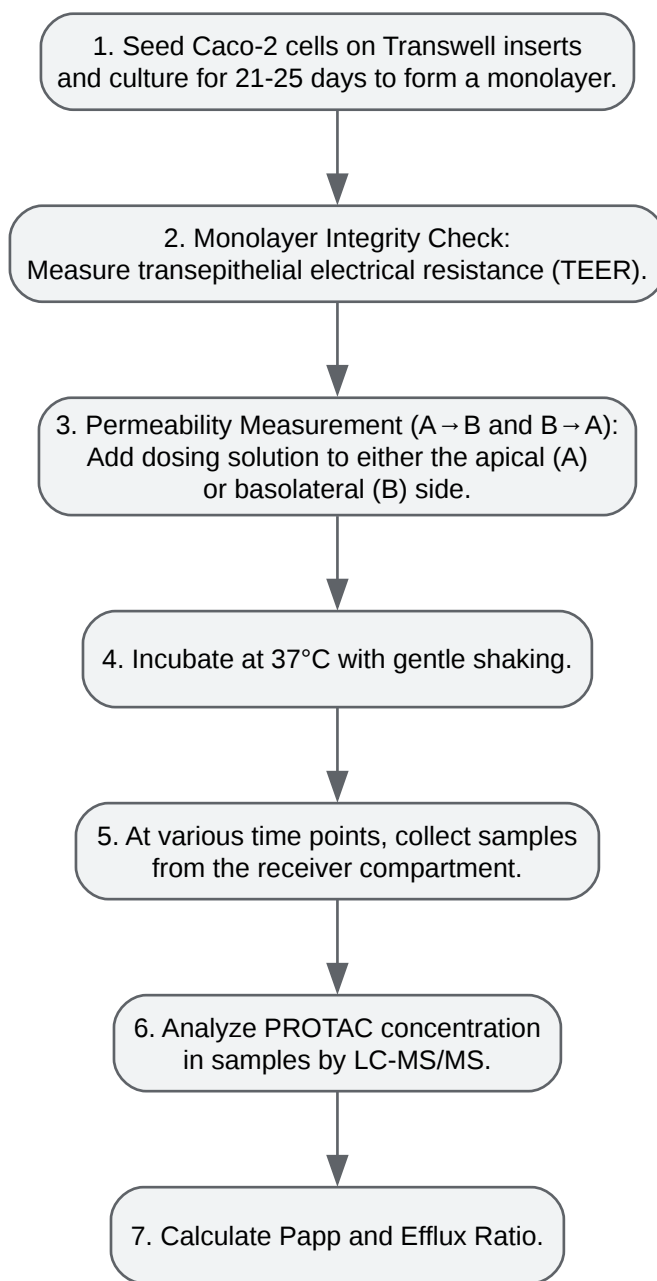 1. Seed Caco-2 cells on Transwell inserts
and culture for 21-25 days to form a monolayer.
2. Monolayer Integrity Check:
Measure transepithelial electrical resistance (TEER).
3. Permeability Measurement (A→B and B→A):
Add dosing solution to either the apical (A)
or basolateral (B) side.
4. Incubate at 37°C with gentle shaking.
5. At various time points, collect samples
from the receiver compartment.
6. Analyze PROTAC concentration
in samples by LC-MS/MS.
7. Calculate Papp and Efflux Ratio.